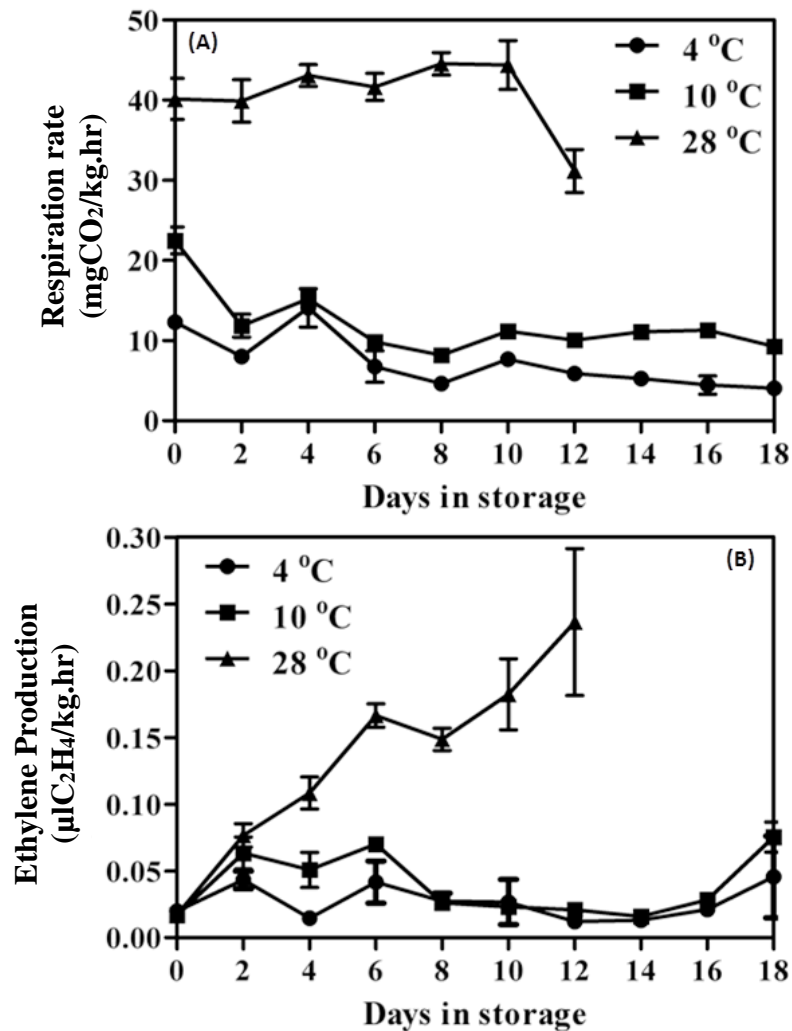 (A)
4 °C
10 °C
28 °C
50
40
30
20
10
0
Respiration rate
(mgCO₂/kg.hr)
0 2 4 6 8 10 12 14 16 18
Days in storage
(B)
4 °C
10 °C
28 °C
0.30
0.25
0.20
0.15
0.10
0.05
0.00
Ethylene Production
(µlC₂H₄/kg.hr)
0 2 4 6 8 10 12 14 16 18
Days in storage